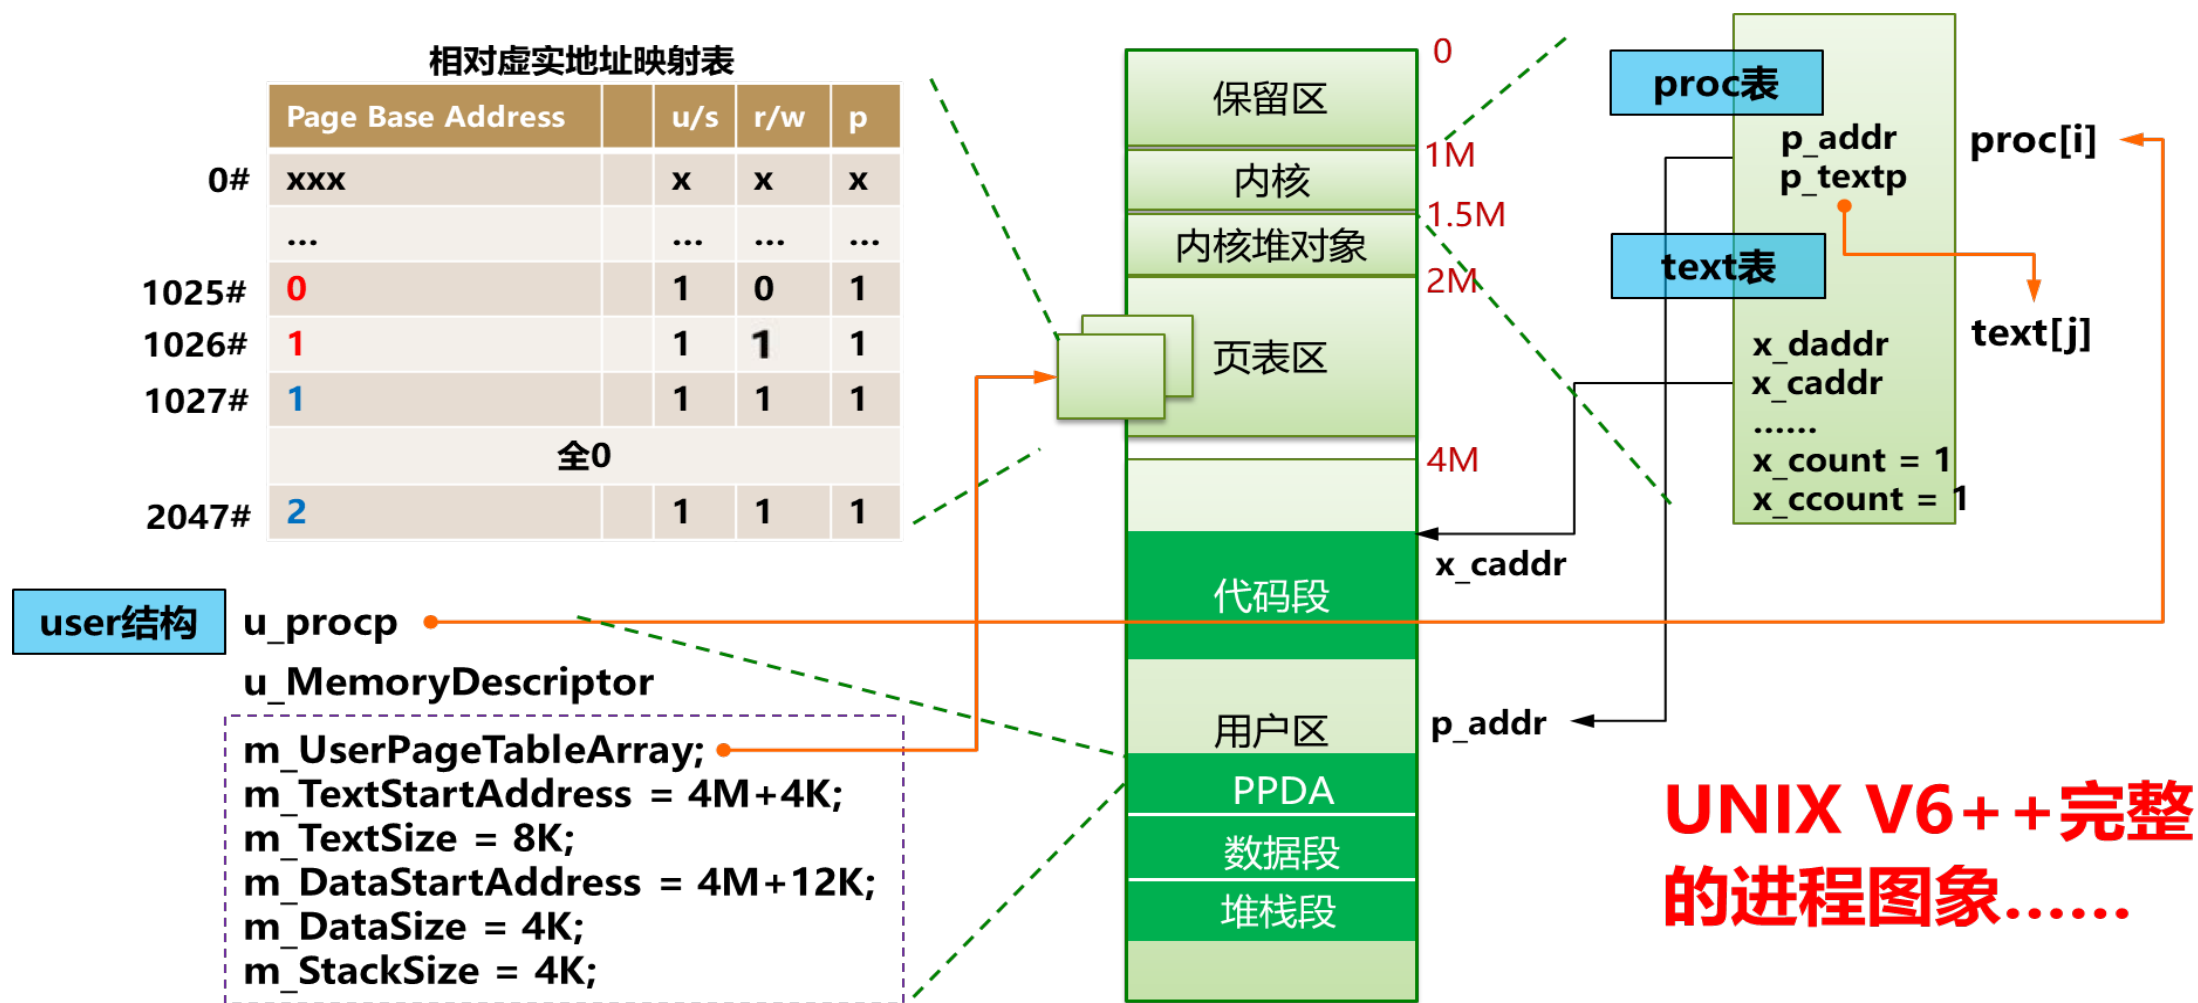 相对虚实地址映射表
Page Base Address u/s r/w p
0# xxx x x x
... ... ... ...
1025# 0 1 0 1
1026# 1 1 1 1
1027# 1 1 1 1
全0
2047# 2 1 1 1
user结构 u_procp
u_MemoryDescriptor
m_UserPageTableArray;
m_TextStartAddress = 4M+4K;
m_TextSize = 8K;
m_DataStartAddress = 4M+12K;
m_DataSize = 4K;
m_StackSize = 4K;
0
保留区
1M
内核
1.5M
内核堆对象
2M
页表区
4M
x_caddr
代码段
用户区
p_addr
PPDA
数据段
堆栈段
proc表
p_addr
p_textp
proc[i]
text表
text[j]
x_daddr
x_caddr
......
x_count = 1
x_ccount = 1
UNIX V6++完整
的进程图象......